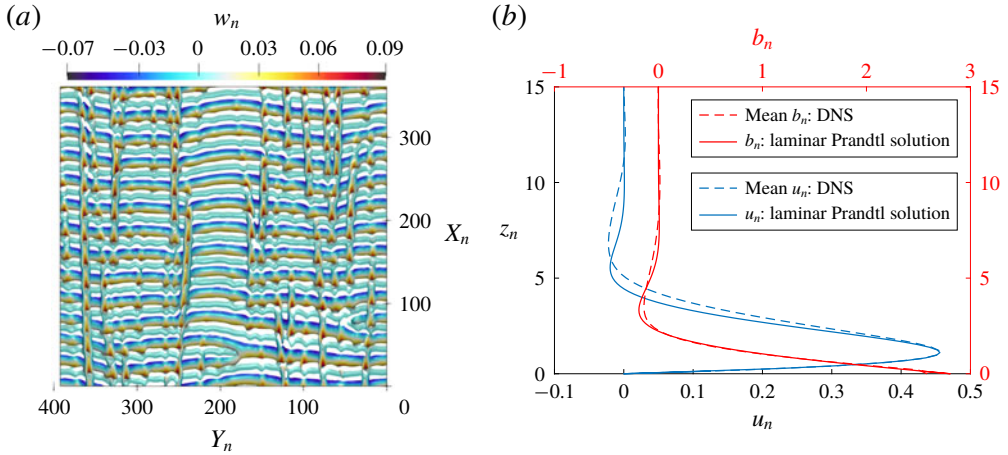 (a)
w_n
−0.07 −0.03 0 0.03 0.06 0.09
300
200
X_n
100
400 300 200 100 0
Y_n
(b)
b_n
−1 0 1 2 3
15 15
Mean b_n: DNS
b_n: laminar Prandtl solution
Mean u_n: DNS
u_n: laminar Prandtl solution
10 10
z_n
5 5
0 0
−0.1 0 0.1 0.2 0.3 0.4 0.5
u_n